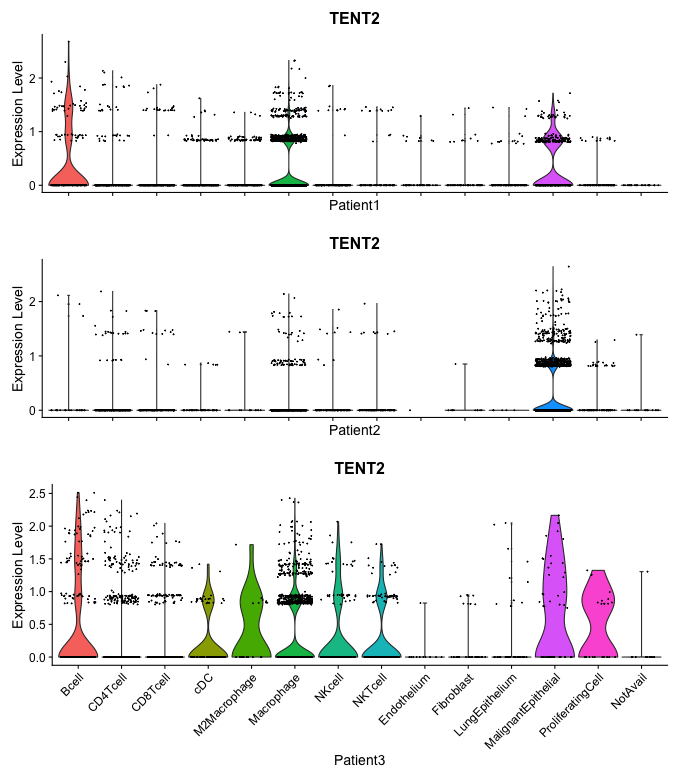 TENT2
Expression Level
2
1
0
Patient1
TENT2
Expression Level
2
1
0
Patient2
TENT2
Expression Level
2.5
2.0
1.5
1.0
0.5
0.0
Bcell
CD4Tcell
CD8Tcell
cDC
M2Macrophage
Macrophage
NKcell
NKTcell
Endothelium
Fibroblast
LungEpithelium
MalignantEpithelial
ProliferatingCell
NotAvail
Patient3